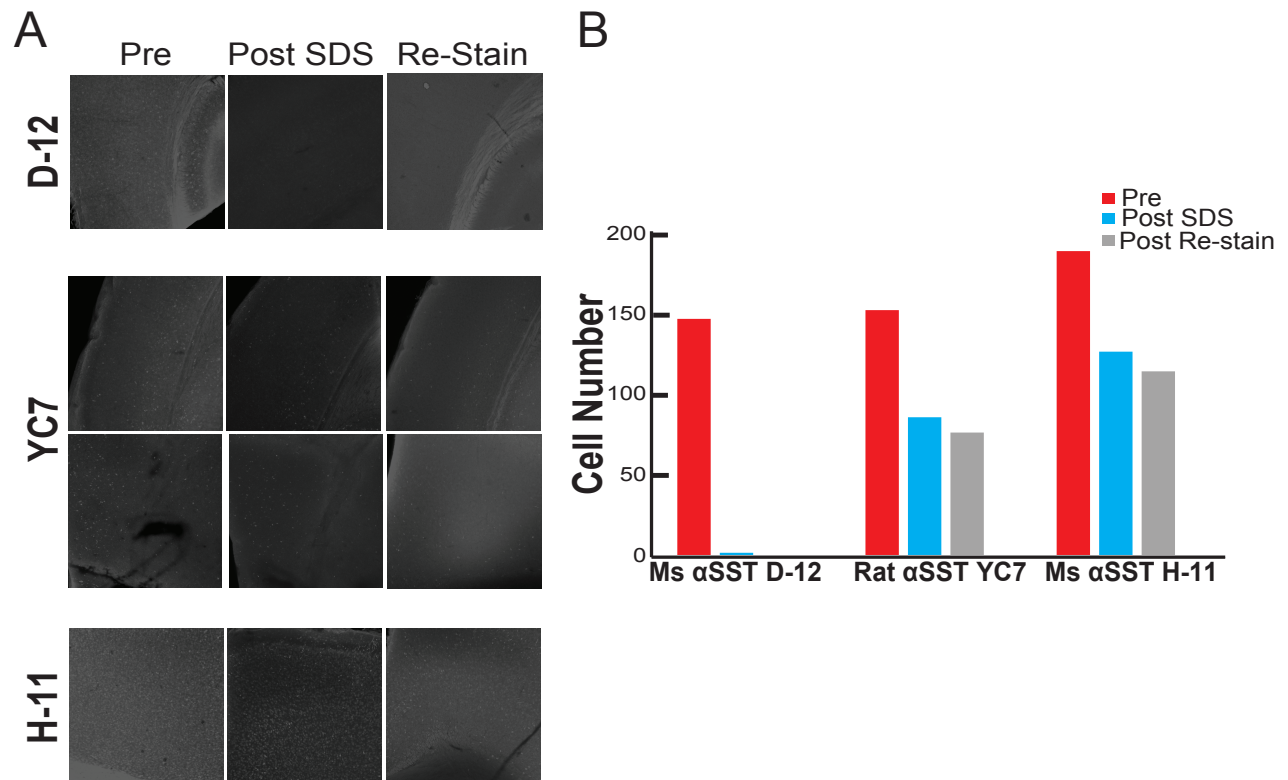 A
Pre Post SDS Re-Stain
D-12
YC7
H-11
B
Pre
Post SDS
Post Re-stain
Cell Number
200
150
100
50
0
Ms αSST D-12 Rat αSST YC7 Ms αSST H-11